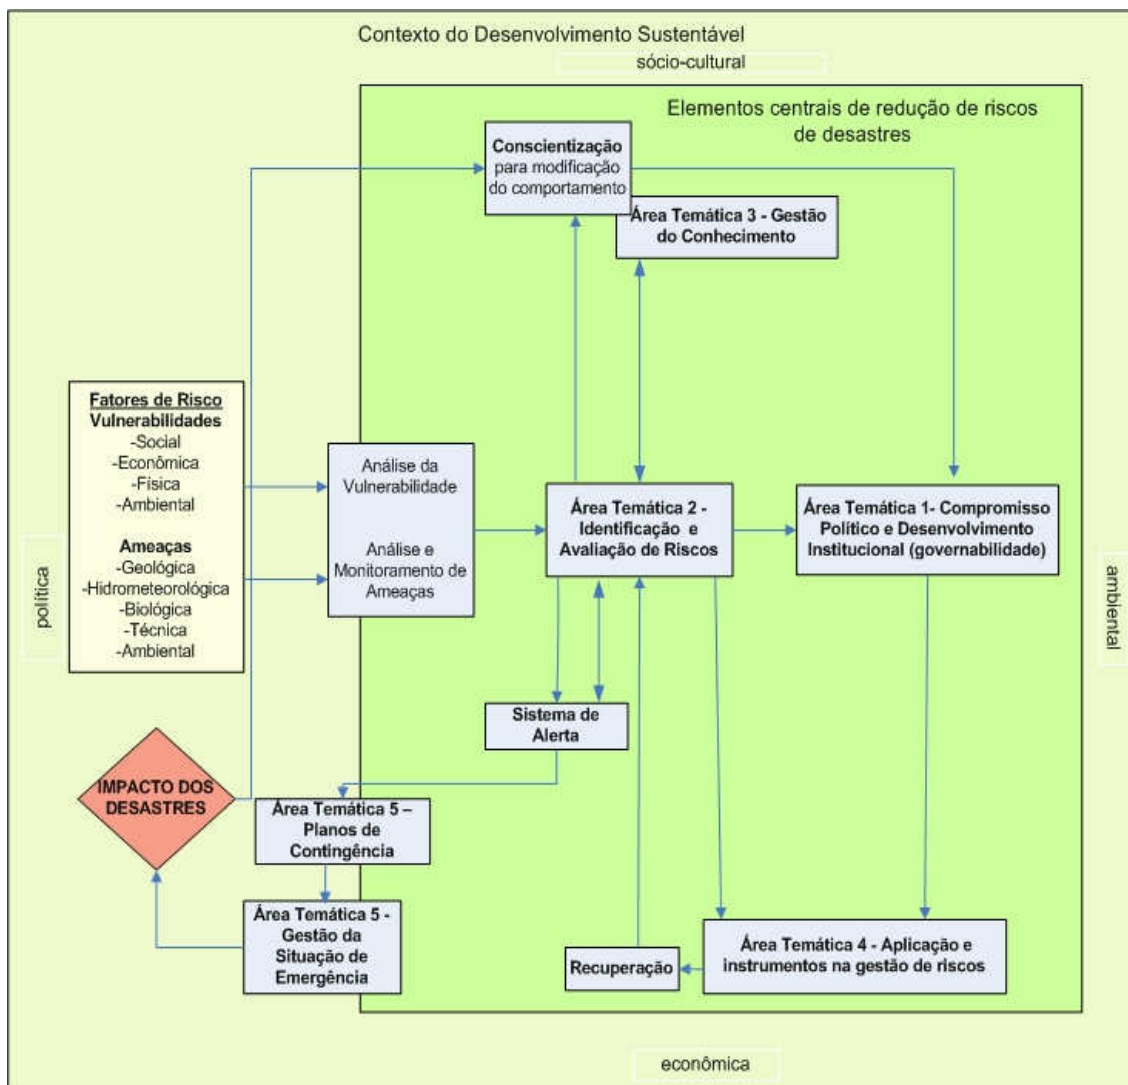 Contexto do Desenvolvimento Sustentável
sócio-cultural
Elementos centrais de redução de riscos
de desastres
Conscientização
para modificação
do comportamento
Área Temática 3 - Gestão
do Conhecimento
Fatores de Risco
Vulnerabilidades
-Social
-Econômica
-Física
-Ambiental
Ameaças
-Geológica
-Hidrometeorológica
-Biológica
-Técnica
-Ambiental
Análise da
Vulnerabilidade
Análise e
Monitoramento de
Ameaças
Área Temática 2 -
Identificação e
Avaliação de Riscos
Área Temática 1- Compromisso
Político e Desenvolvimento
Institucional (governabilidade)
política
ambiental
Sistema de
Alerta
IMPACTO DOS
DESASTRES
Área Temática 5 –
Planos de
Contingência
Área Temática 5 -
Gestão da
Situação de
Emergência
Recuperação
Área Temática 4 - Aplicação e
instrumentos na gestão de riscos
econômica